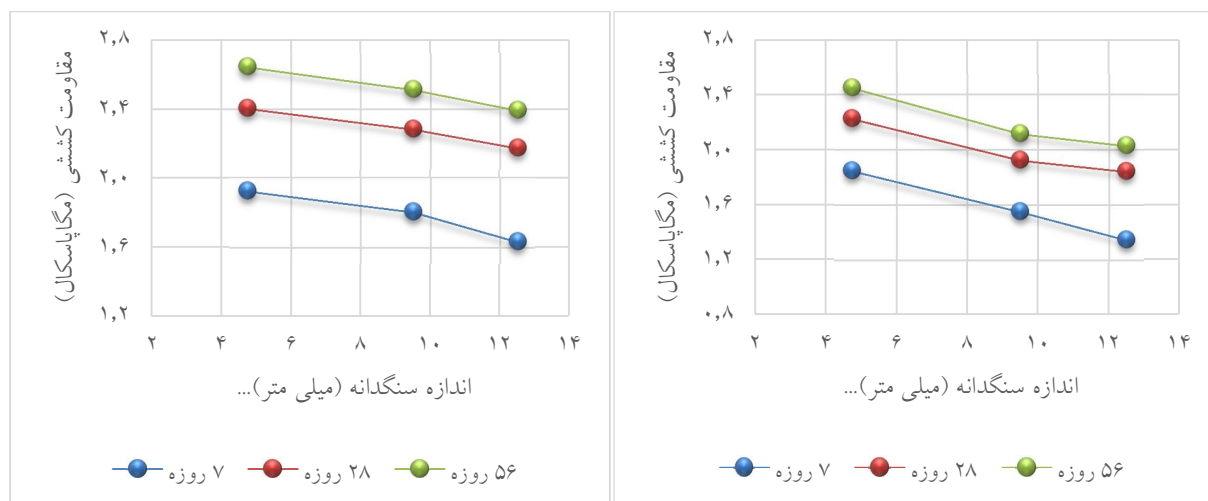 مقاومت کششی (مگاپاسکال)
۲,۸
۲,۴
۲,۰
۱,۶
۱,۲
۲ ۴ ۶ ۸ ۱۰ ۱۲ ۱۴
اندازه سنگدانه (میلی متر)...
۷ روزه ۲۸ روزه ۵۶ روزه
مقاومت کششی (مگاپاسکال)
۲,۸
۲,۴
۲,۰
۱,۶
۱,۲
۰,۸
۲ ۴ ۶ ۸ ۱۰ ۱۲ ۱۴
اندازه سنگدانه (میلی متر)...
۷ روزه ۲۸ روزه ۵۶ روزه